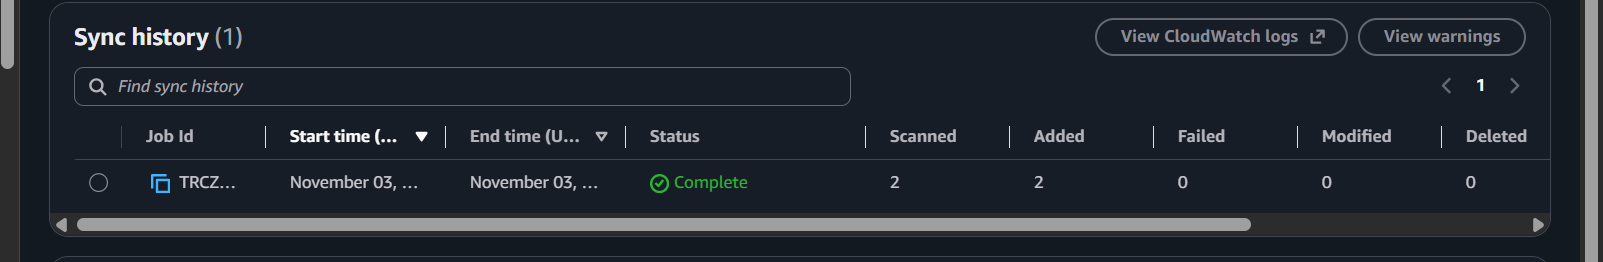 Sync history (1)
View CloudWatch logs
View warnings
Find sync history
1
Job Id Start time (... End time (U... Status Scanned Added Failed Modified Deleted
TRCZ... November 03, ... November 03, ... Complete 2 2 0 0 0